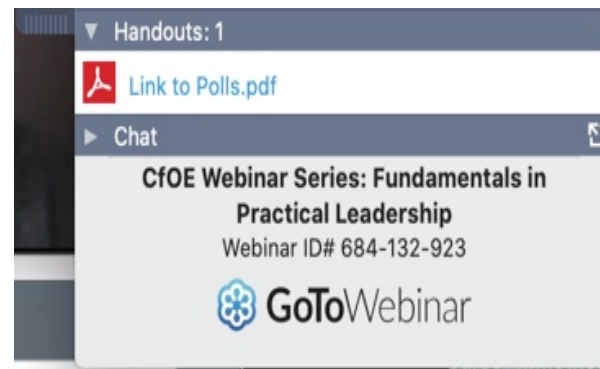 Handouts: 1
Link to Polls.pdf
Chat
CfOE Webinar Series: Fundamentals in
Practical Leadership
Webinar ID# 684-132-923
GoToWebinar